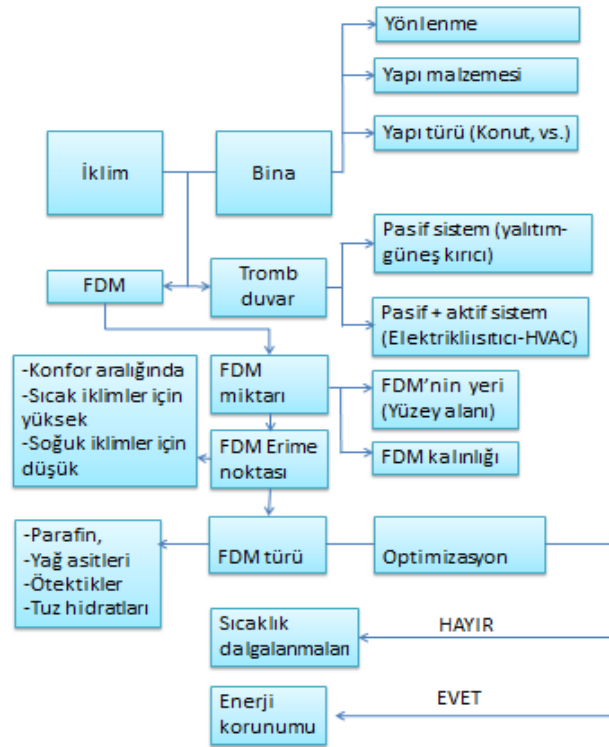 Yönlenme
Yapı malzemesi
Yapı türü (Konut, vs.)
İklim
Bina
Pasif sistem (yalıtım-
güneş kırıcı)
FDM
Tromb
duvar
Pasif + aktif sistem
(Elektrikliısıtıcı-HVAC)
-Konfor aralığında
-Sıcak iklimler için
yüksek
-Soğuk iklimler için
düşük
FDM
miktarı
FDM'nin yeri
(Yüzey alanı)
FDM Erime
noktası
FDM kalınlığı
-Parafin,
-Yağ asitleri
-Ötektikler
-Tuz hidratları
FDM türü
Optimizasyon
Sıcaklık
dalgalanmaları
HAYIR
Enerji
korunumu
EVET